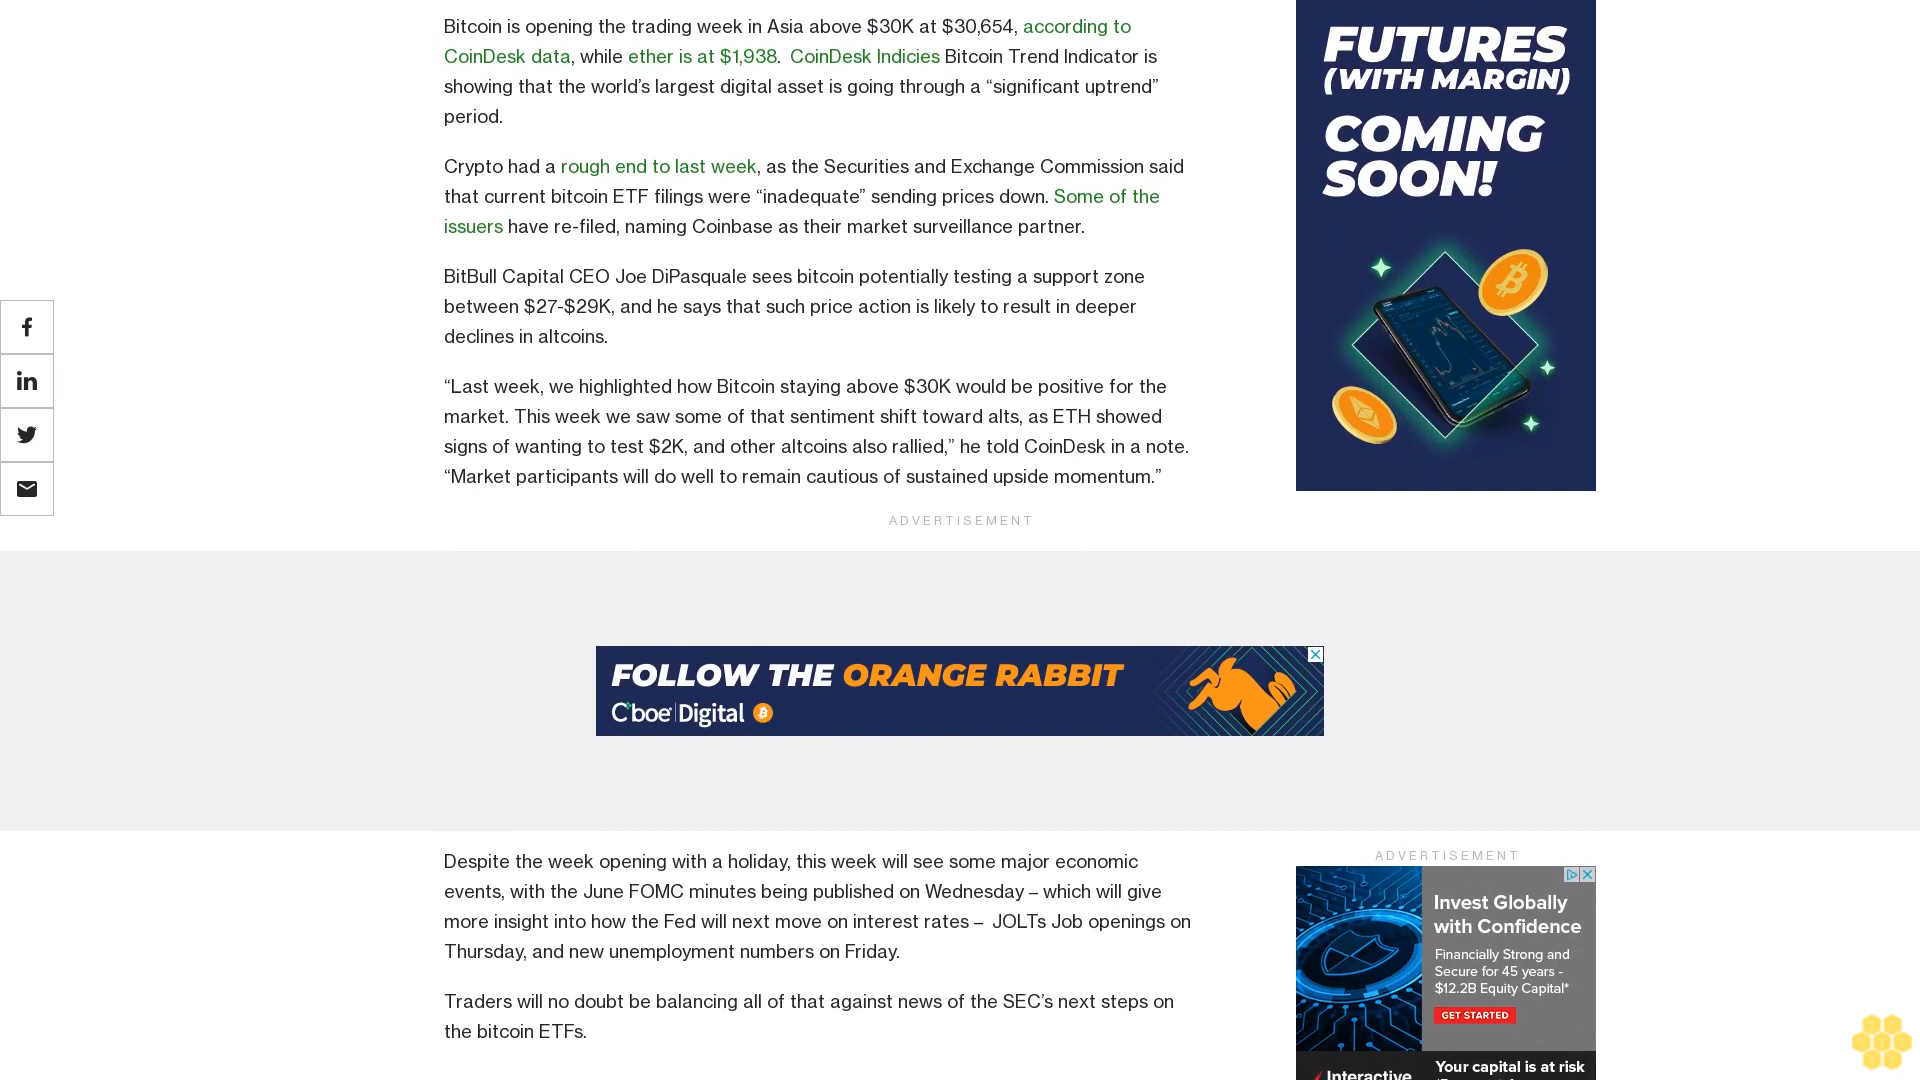 Bitcoin is opening the trading week in Asia above $30K at $30,654, according to
CoinDesk data, while ether is at $1,938.  CoinDesk Indicies Bitcoin Trend Indicator is
showing that the world’s largest digital asset is going through a “significant uptrend”
period.
Crypto had a rough end to last week, as the Securities and Exchange Commission said
that current bitcoin ETF filings were “inadequate” sending prices down. Some of the
issuers have re-filed, naming Coinbase as their market surveillance partner.
BitBull Capital CEO Joe DiPasquale sees bitcoin potentially testing a support zone
between $27-$29K, and he says that such price action is likely to result in deeper
declines in altcoins.
“Last week, we highlighted how Bitcoin staying above $30K would be positive for the
market. This week we saw some of that sentiment shift toward alts, as ETH showed
signs of wanting to test $2K, and other altcoins also rallied,” he told CoinDesk in a note.
“Market participants will do well to remain cautious of sustained upside momentum.”
FUTURES
(WITH MARGIN)
COMING
SOON!
ADVERTISEMENT
FOLLOW THE ORANGE RABBIT
Cboe Digital
Despite the week opening with a holiday, this week will see some major economic
events, with the June FOMC minutes being published on Wednesday – which will give
more insight into how the Fed will next move on interest rates –  JOLTs Job openings on
Thursday, and new unemployment numbers on Friday.
Traders will no doubt be balancing all of that against news of the SEC’s next steps on
the bitcoin ETFs.
ADVERTISEMENT
Invest Globally
with Confidence
Financially Strong and
Secure for 45 years -
$12.2B Equity Capital*
GET STARTED
Interactive
Your capital is at risk